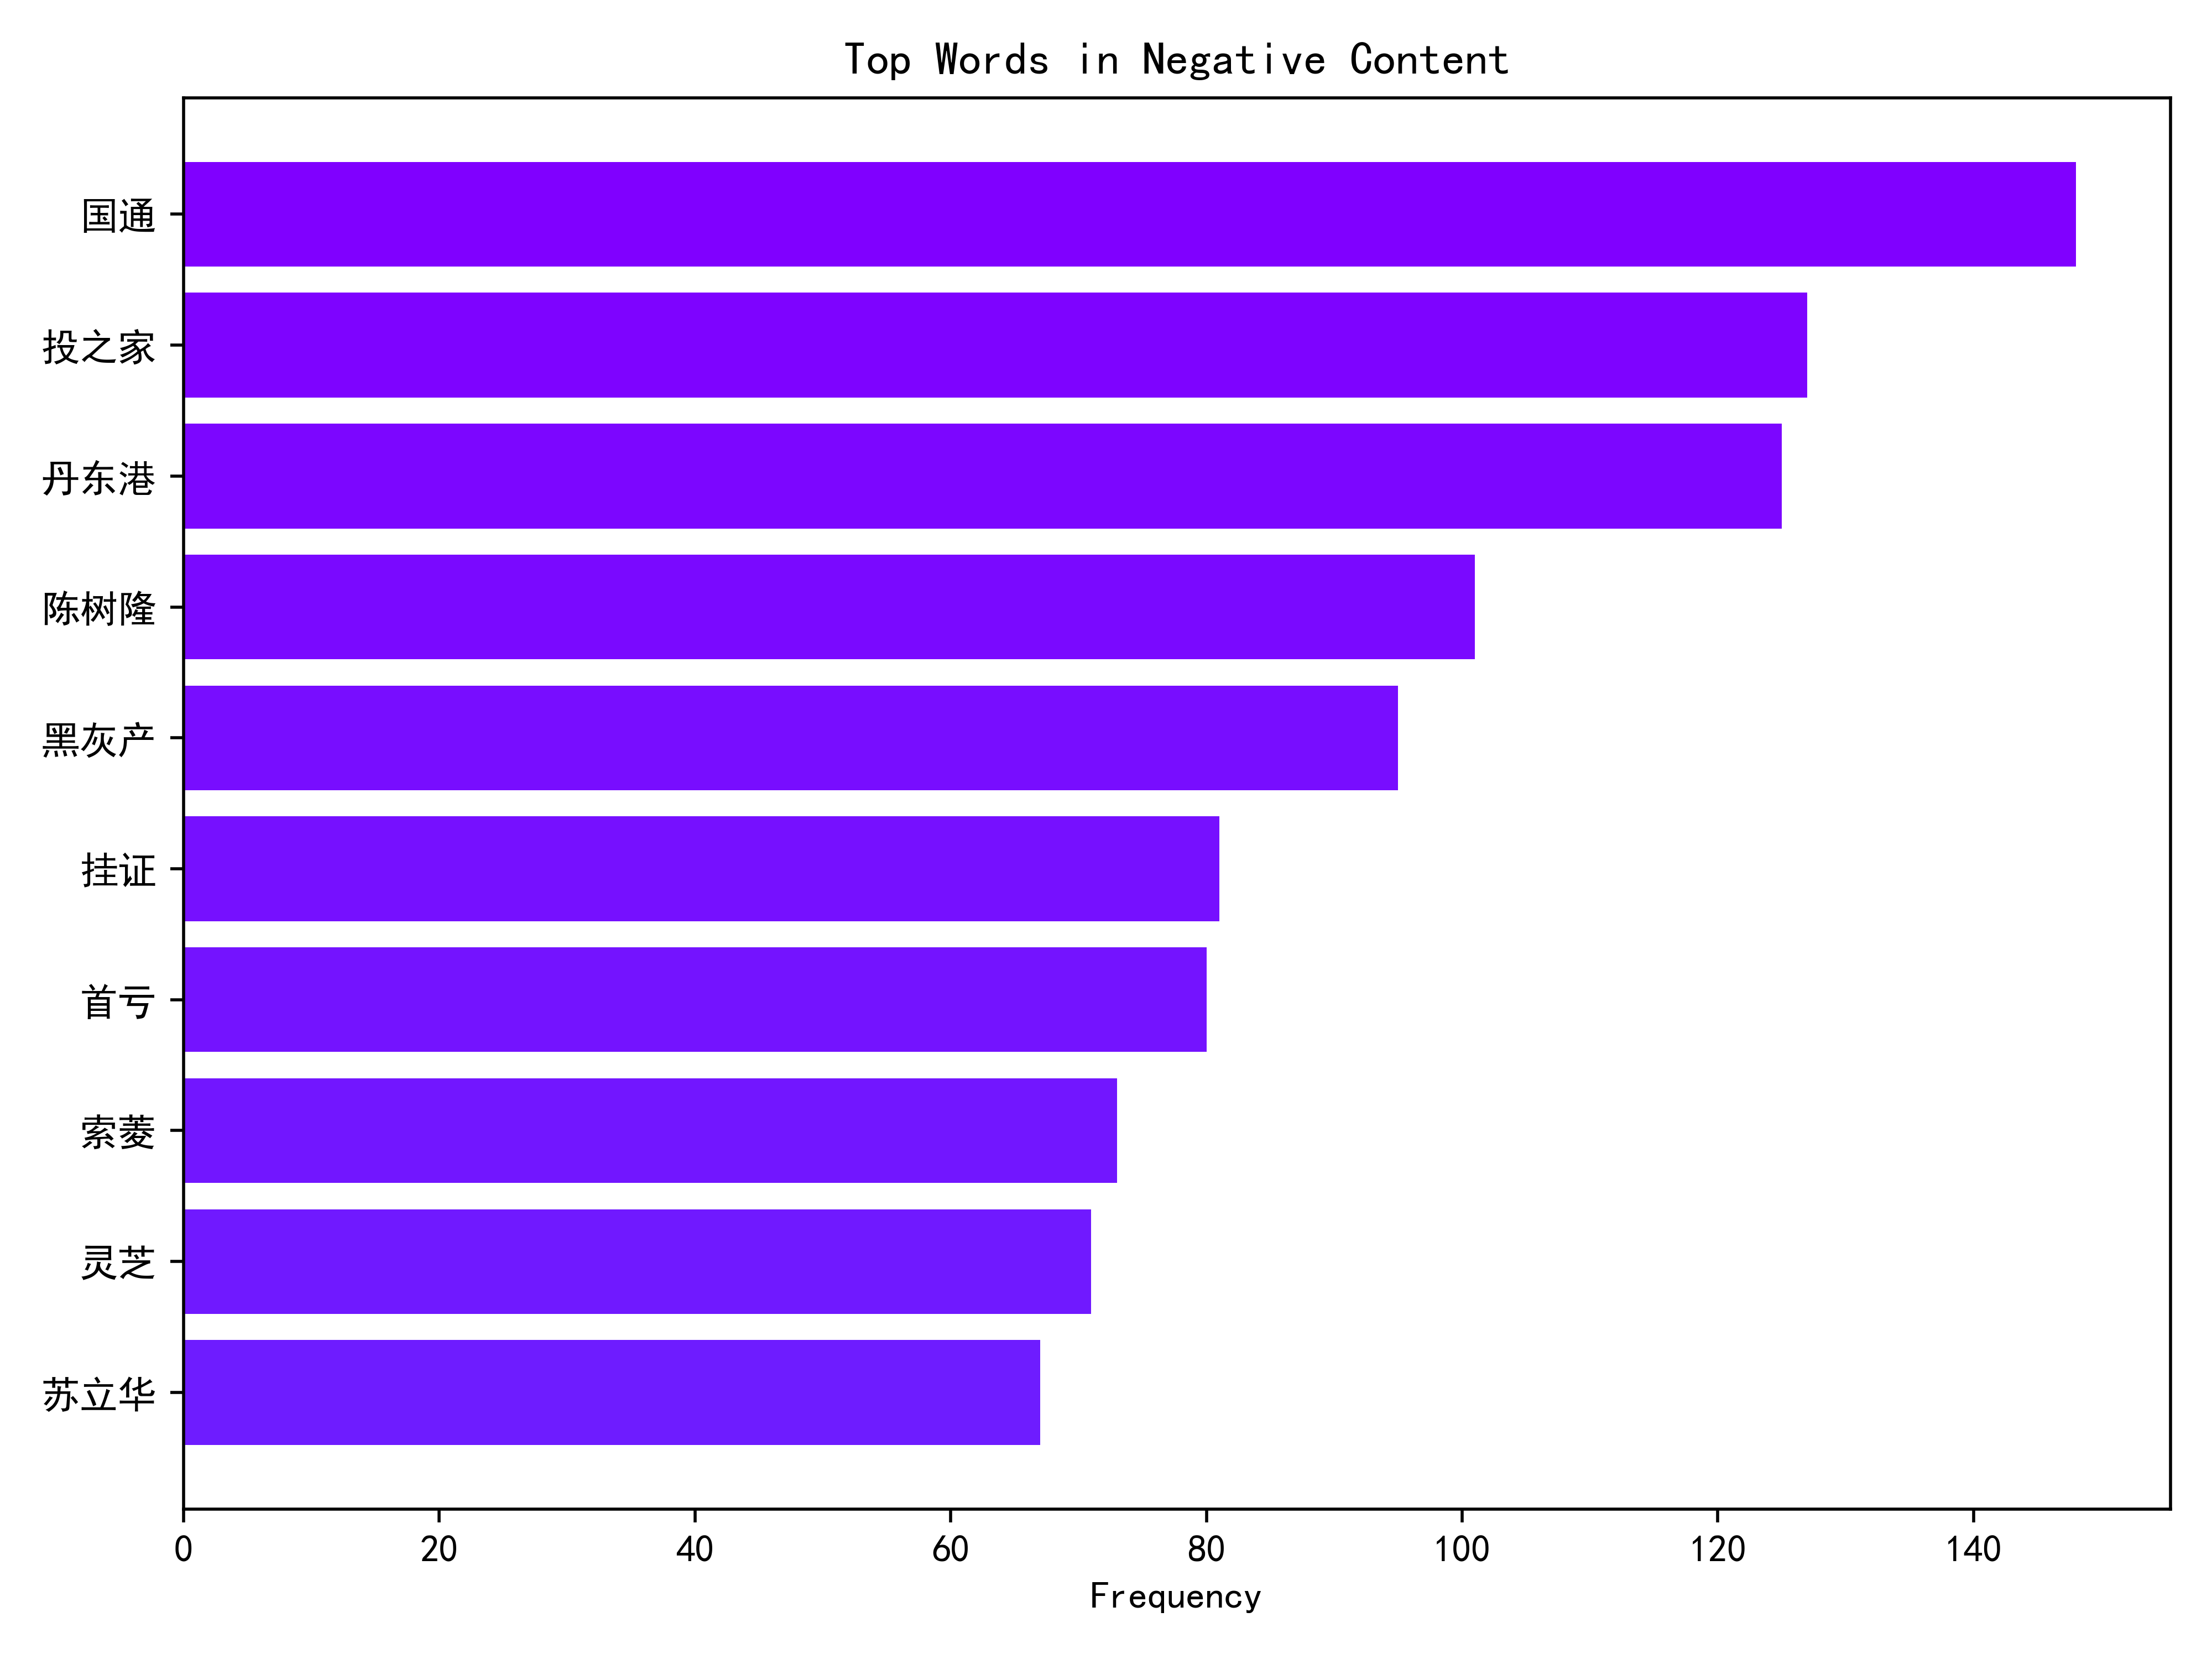 Top Words in Negative Content
国通
投之家
丹东港
陈树隆
黑灰产
挂证
首亏
索菱
灵芝
苏立华
0 20 40 60 80 100 120 140
Frequency